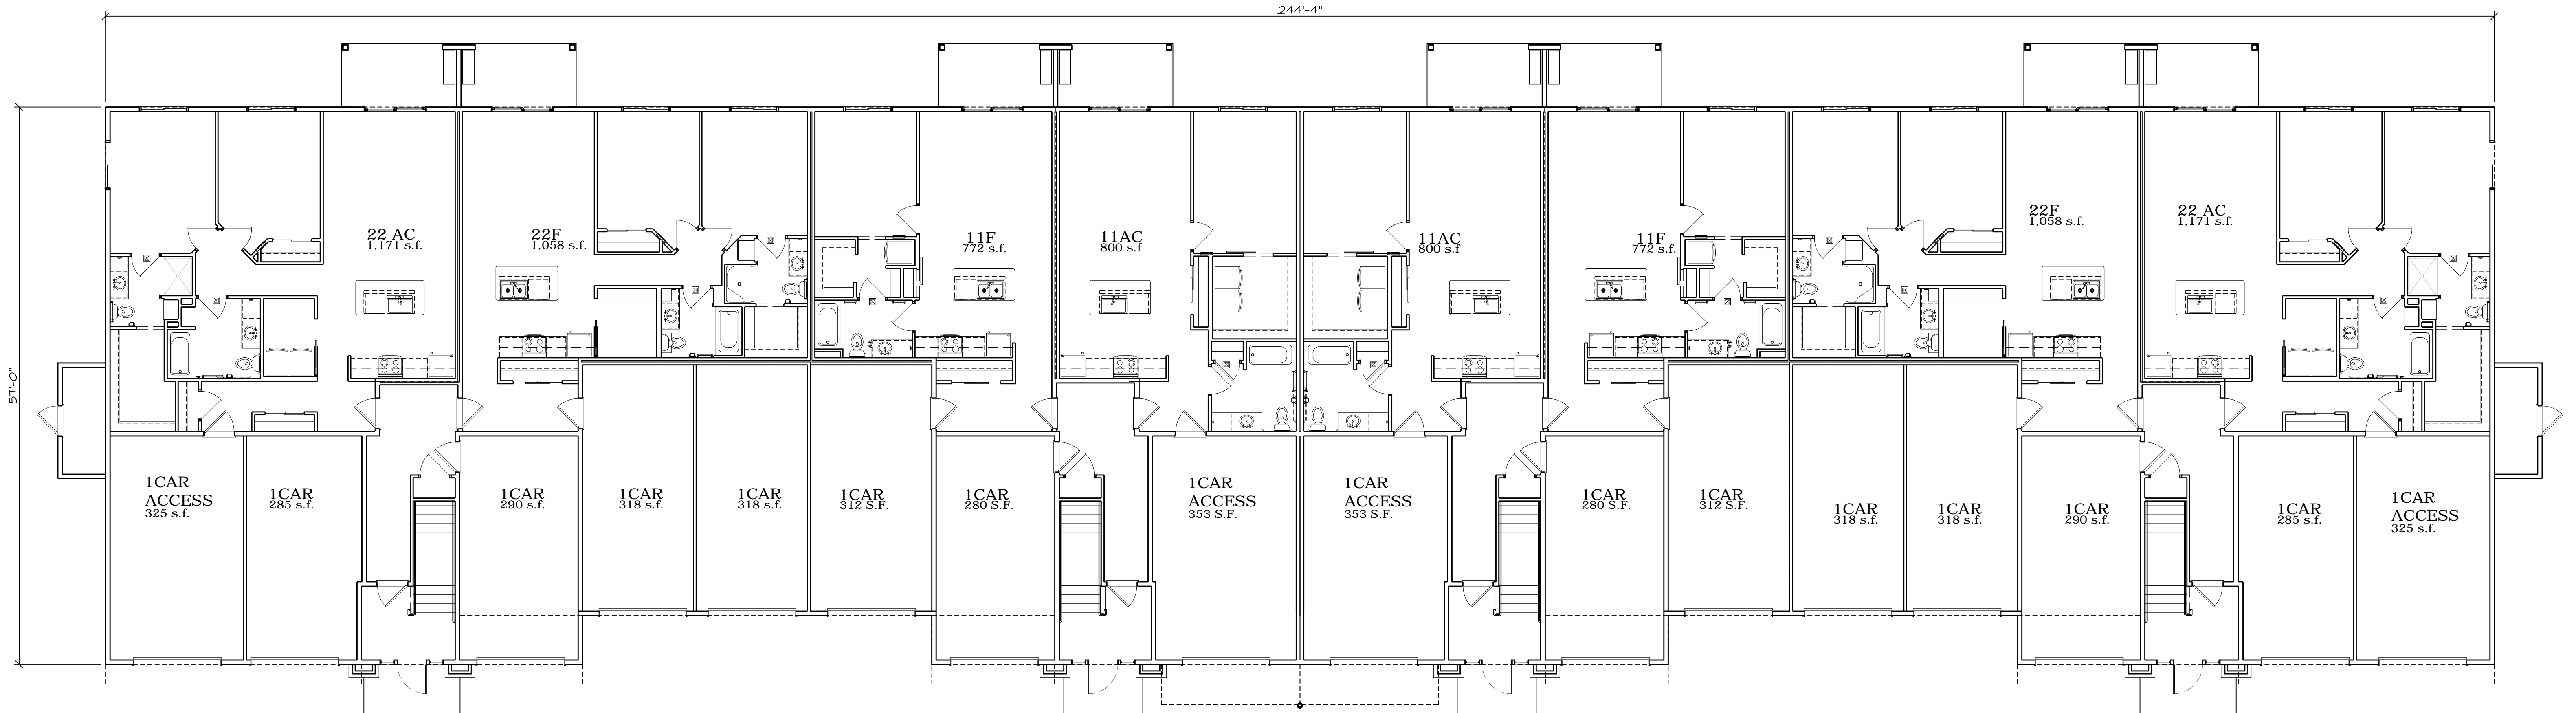 244'-4"
57'-0"
22 AC
1,171 s.f.
22F
1,058 s.f.
11F
772 s.f.
11AC
800 s.f
11AC
800 s.f
11F
772 s.f.
22F
1,058 s.f.
22 AC
1,171 s.f.
1CAR
ACCESS
325 s.f.
1CAR
285 s.f.
1CAR
290 s.f.
1CAR
318 s.f.
1CAR
318 s.f.
1CAR
312 S.F.
1CAR
280 S.F.
1CAR
ACCESS
353 S.F.
1CAR
ACCESS
353 S.F.
1CAR
280 S.F.
1CAR
312 S.F.
1CAR
318 s.f.
1CAR
318 s.f.
1CAR
290 s.f.
1CAR
285 s.f.
1CAR
ACCESS
325 s.f.